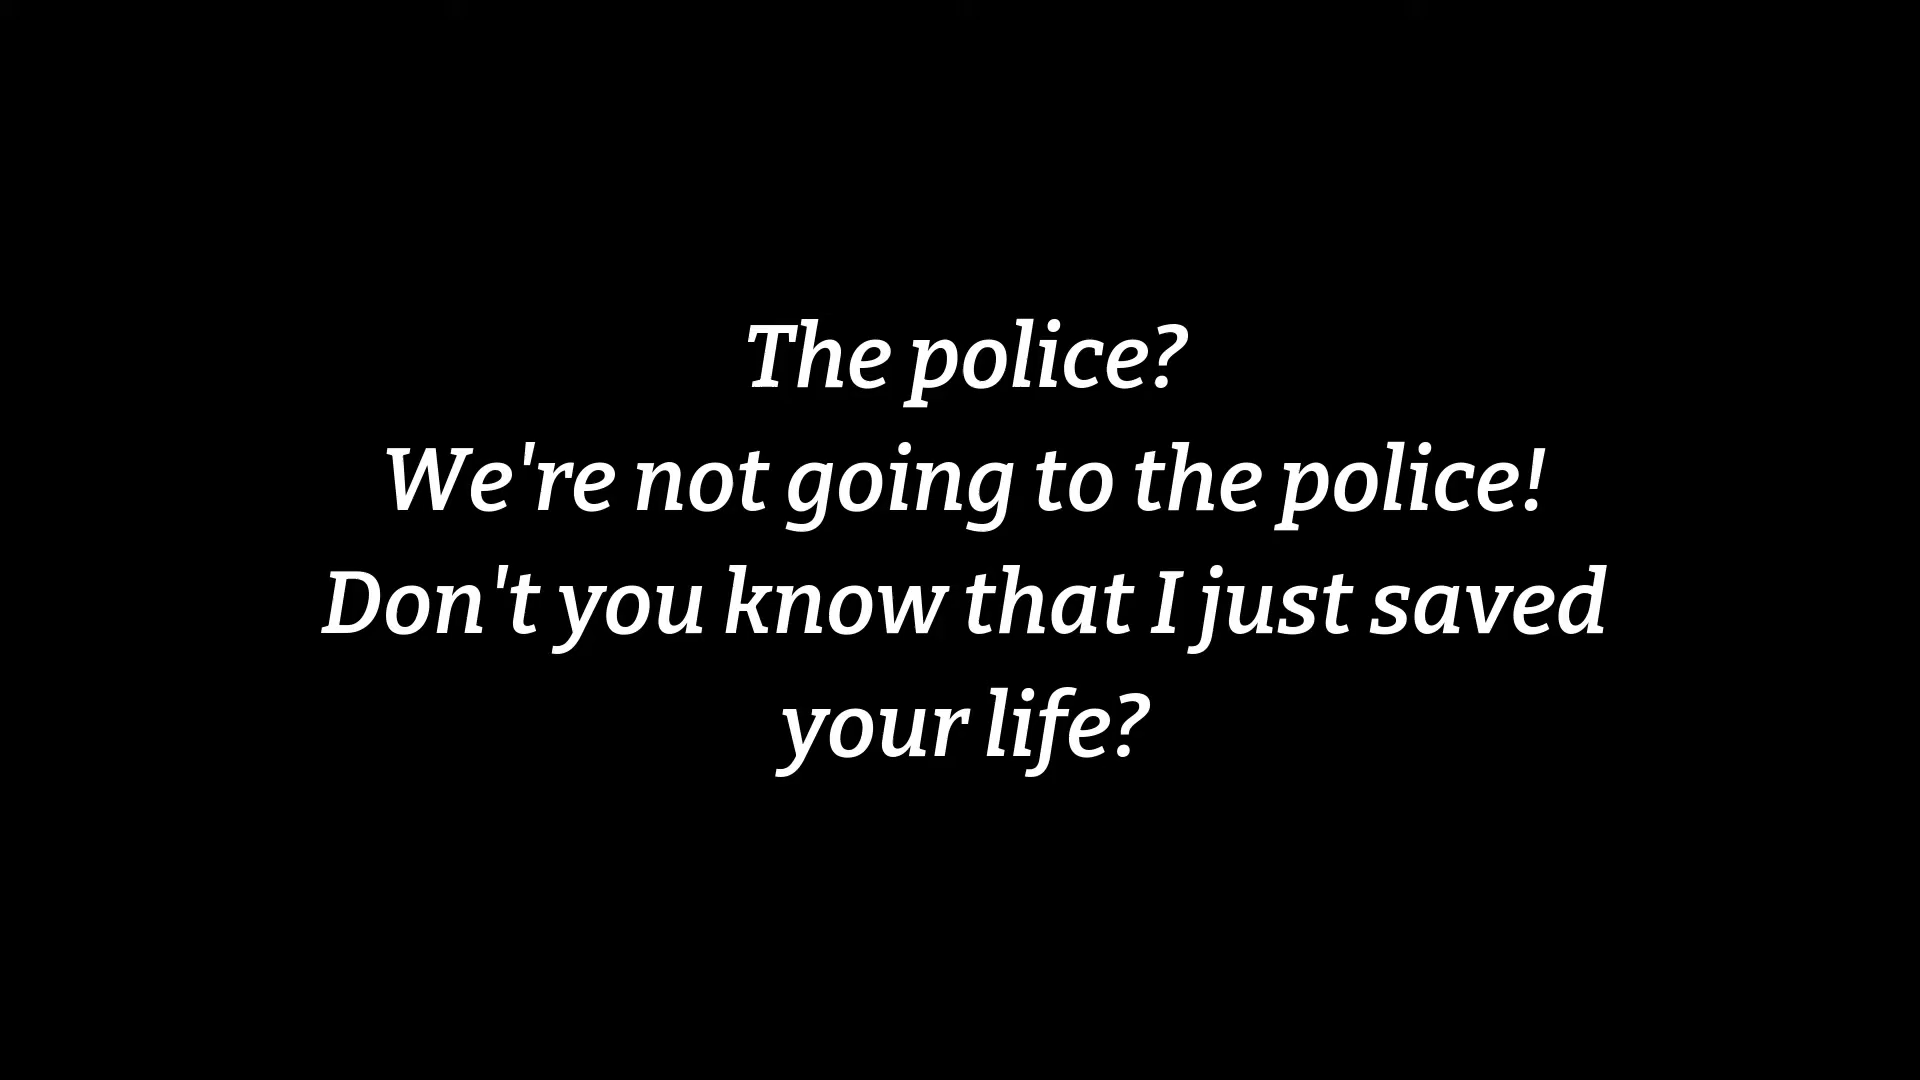 The police?
We're not going to the police!
Don't you know that I just saved
your life?